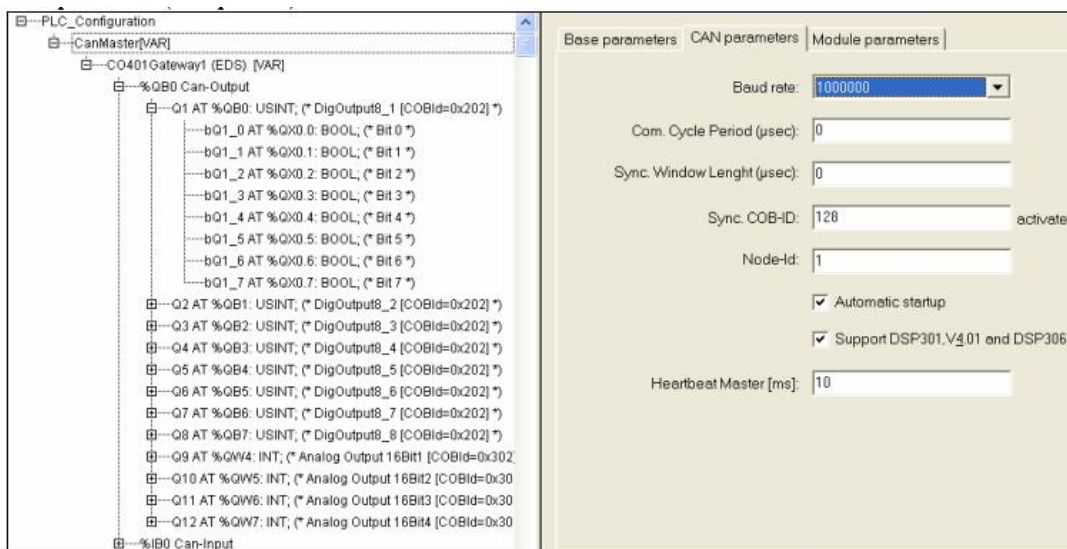 PLC_Configuration
CanMaster[VAR]
CO401Gateway1 (EDS) [VAR]
%QB0 Can-Output
Q1 AT %QB0: USINT; (* DigOutput8_1 [COBId=0x202] *)
bQ1_0 AT %QX0.0: BOOL; (* Bit 0 *)
bQ1_1 AT %QX0.1: BOOL; (* Bit 1 *)
bQ1_2 AT %QX0.2: BOOL; (* Bit 2 *)
bQ1_3 AT %QX0.3: BOOL; (* Bit 3 *)
bQ1_4 AT %QX0.4: BOOL; (* Bit 4 *)
bQ1_5 AT %QX0.5: BOOL; (* Bit 5 *)
bQ1_6 AT %QX0.6: BOOL; (* Bit 6 *)
bQ1_7 AT %QX0.7: BOOL; (* Bit 7 *)
Q2 AT %QB1: USINT; (* DigOutput8_2 [COBId=0x202] *)
Q3 AT %QB2: USINT; (* DigOutput8_3 [COBId=0x202] *)
Q4 AT %QB3: USINT; (* DigOutput8_4 [COBId=0x202] *)
Q5 AT %QB4: USINT; (* DigOutput8_5 [COBId=0x202] *)
Q6 AT %QB5: USINT; (* DigOutput8_6 [COBId=0x202] *)
Q7 AT %QB6: USINT; (* DigOutput8_7 [COBId=0x202] *)
Q8 AT %QB7: USINT; (* DigOutput8_8 [COBId=0x202] *)
Q9 AT %QW4: INT; (* Analog Output 16Bit1 [COBId=0x302]
Q10 AT %QW5: INT; (* Analog Output 16Bit2 [COBId=0x30
Q11 AT %QW6: INT; (* Analog Output 16Bit3 [COBId=0x30
Q12 AT %QW7: INT; (* Analog Output 16Bit4 [COBId=0x30
%IB0 Can-Input
Base parameters CAN parameters Module parameters
Baud rate: 1000000
Com. Cycle Period (µsec): 0
Sync. Window Lenght (µsec): 0
Sync. COB-ID: 128 activate
Node-Id: 1
Automatic startup
Support DSP301,V4.01 and DSP306
Heartbeat Master [ms]: 10